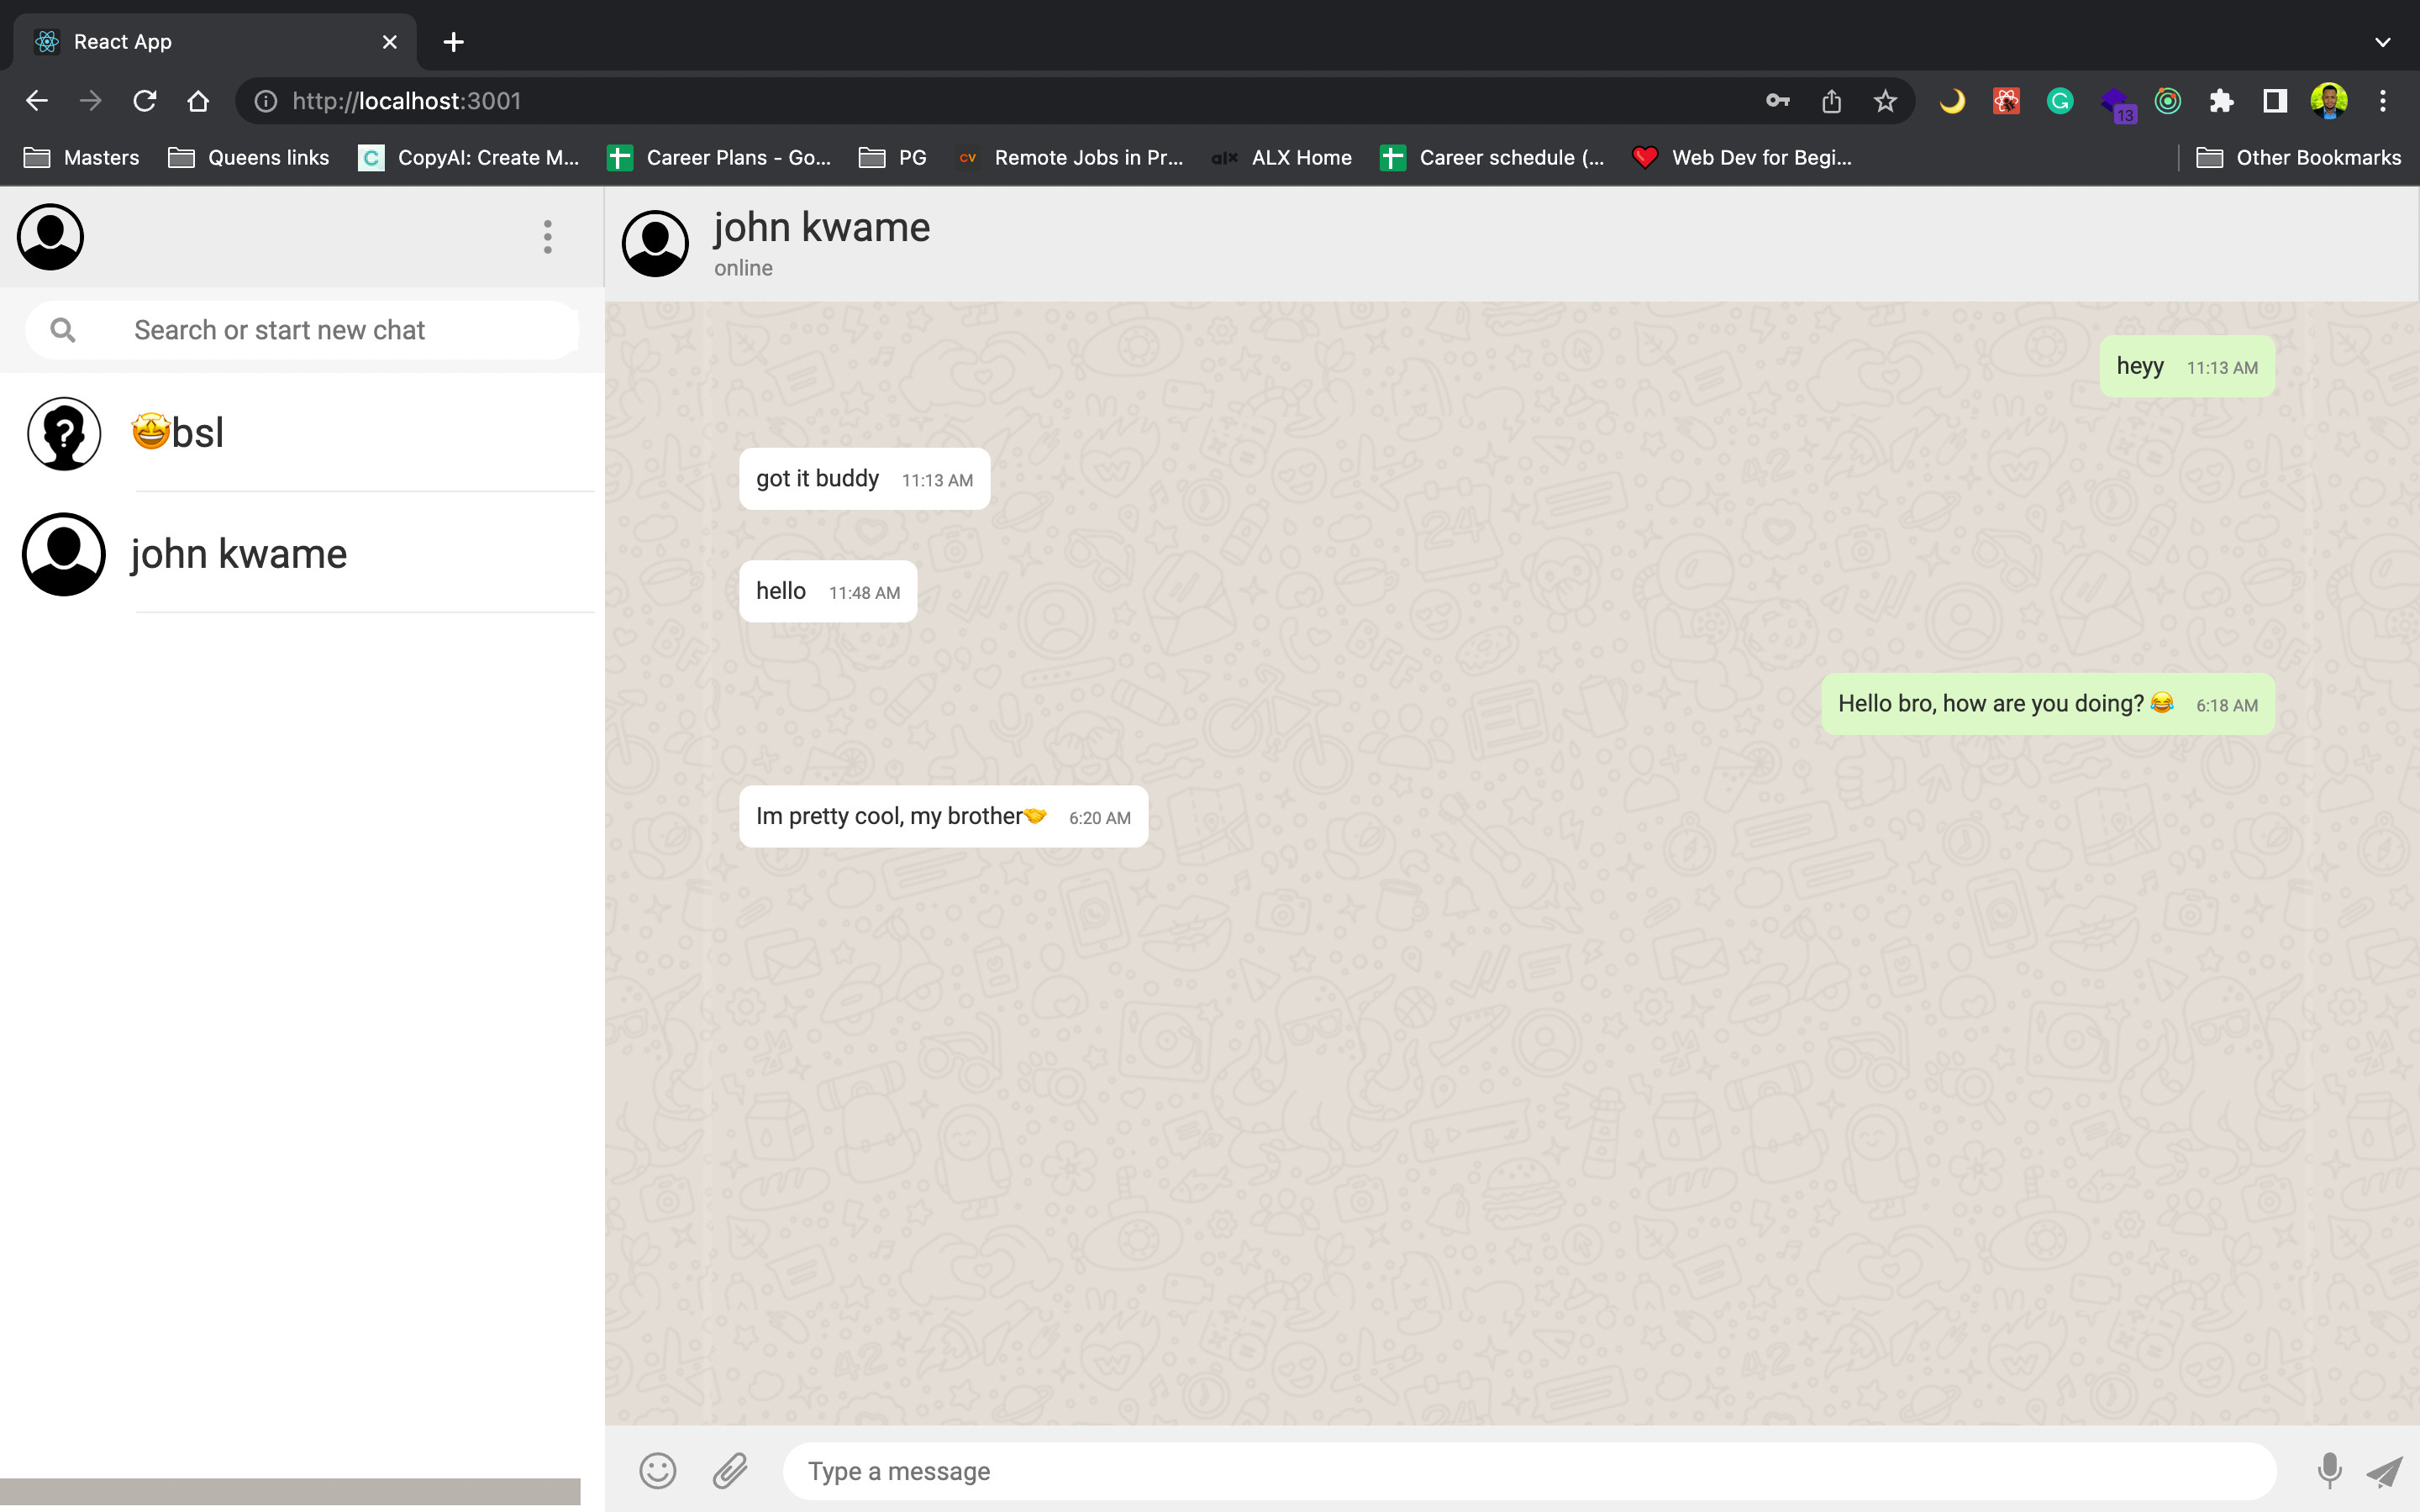 React App
http://localhost:3001
13
Masters
Queens links
CopyAI: Create M...
Career Plans - Go...
PG
CV
Remote Jobs in Pr...
alx
ALX Home
Career schedule (...
Web Dev for Begi...
Other Bookmarks
john kwame
online
Search or start new chat
🤩bsl
john kwame
heyy 11:13 AM
got it buddy 11:13 AM
hello 11:48 AM
Hello bro, how are you doing? 😂 6:18 AM
Im pretty cool, my brother🤝 6:20 AM
Type a message